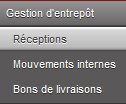 Gestion d'entrepôt
Réceptions
Mouvements internes
Bons de livraisons